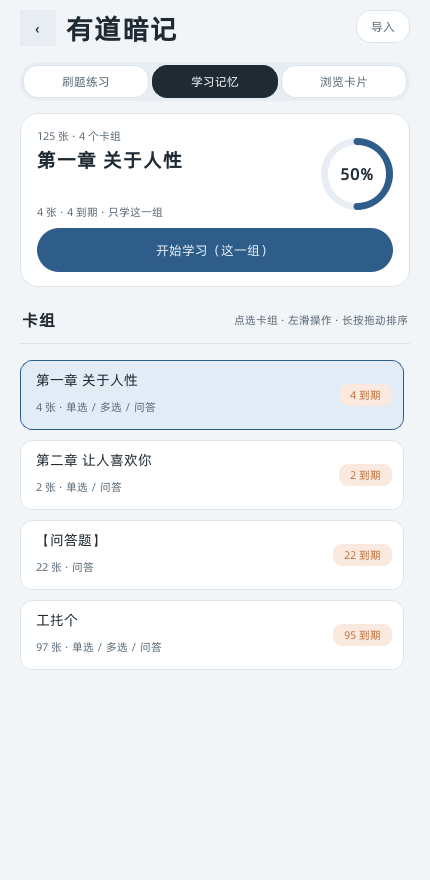 ‹
有道暗记
导入
刷题练习
学习记忆
浏览卡片
125 张 · 4 个卡组
第一章 关于人性
50%
4 张 · 4 到期 · 只学这一组
开始学习（这一组）
卡组
点选卡组 · 左滑操作 · 长按拖动排序
第一章 关于人性
4 张 · 单选 / 多选 / 问答
4 到期
第二章 让人喜欢你
2 张 · 单选 / 问答
2 到期
【问答题】
22 张 · 问答
22 到期
工扥个
97 张 · 单选 / 多选 / 问答
95 到期